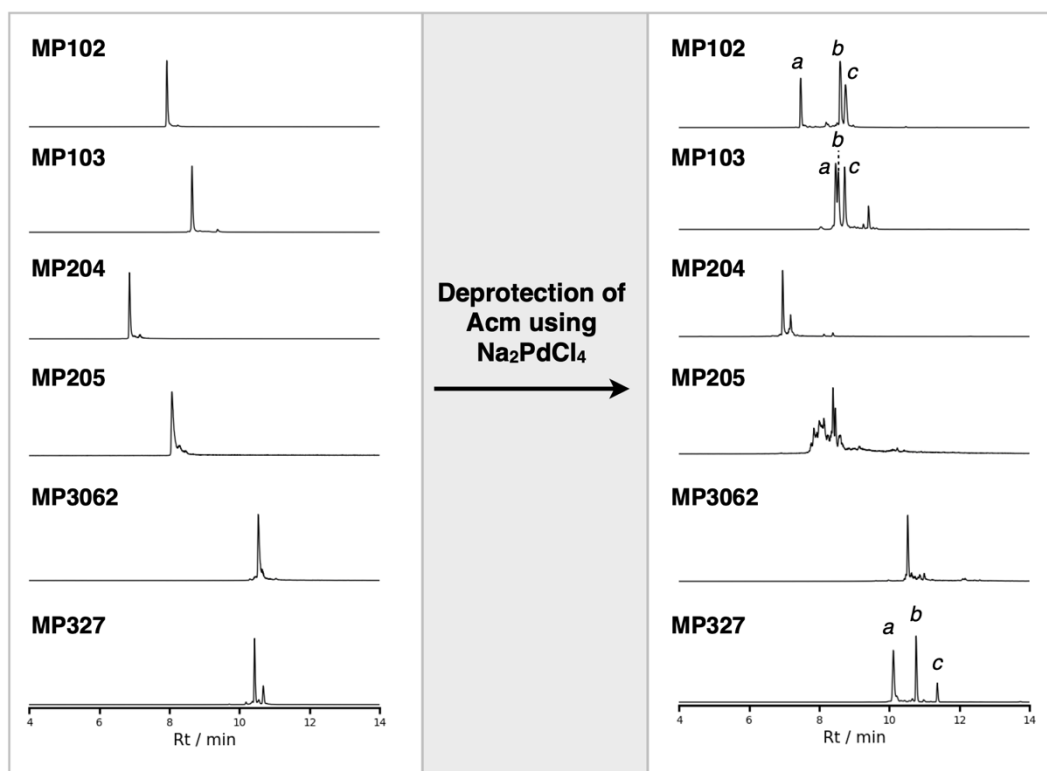 MP102
MP103
MP204
MP205
MP3062
MP327
4 6 8 10 12 14
Rt / min
Deprotection of
Acm using
Na₂PdCl₄
MP102
a b c
MP103
a b c
MP204
MP205
MP3062
MP327
a b c
4 6 8 10 12 14
Rt / min